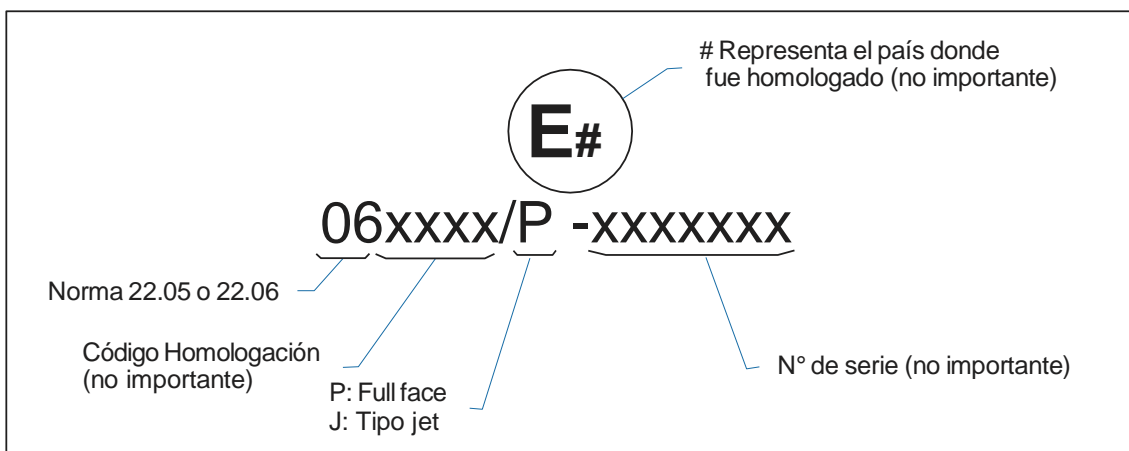 # Representa el país donde
fue homologado (no importante)
E#
06xxxx/P -xxxxxxx
Norma 22.05 o 22.06
Código Homologación
(no importante)
P: Full face
J: Tipo jet
N° de serie (no importante)